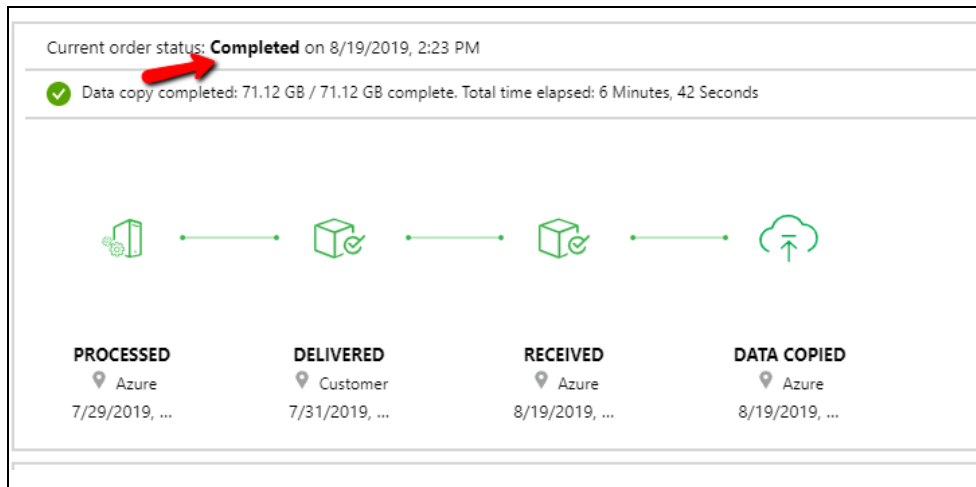 Current order status: Completed on 8/19/2019, 2:23 PM
Data copy completed: 71.12 GB / 71.12 GB complete. Total time elapsed: 6 Minutes, 42 Seconds
PROCESSED
Azure
7/29/2019, ...
DELIVERED
Customer
7/31/2019, ...
RECEIVED
Azure
8/19/2019, ...
DATA COPIED
Azure
8/19/2019, ...